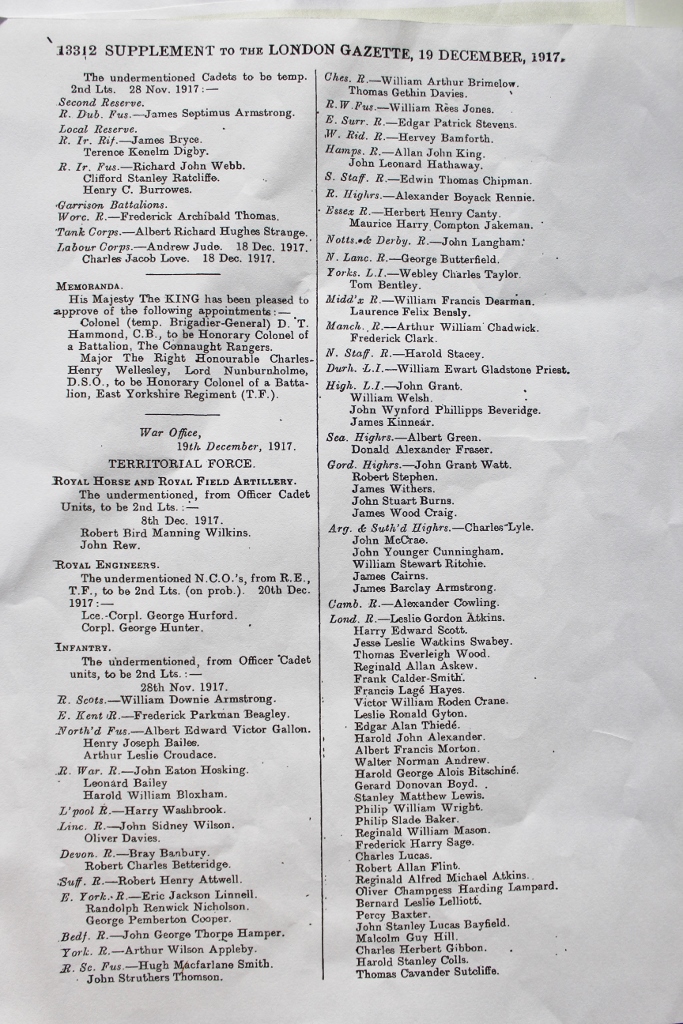 13312 SUPPLEMENT TO THE LONDON GAZETTE, 19 DECEMBER, 1917.
The undermentioned Cadets to be temp.
2nd Lts. 28 Nov. 1917:—
Second Reserve.
R. Dub. Fus.—James Septimus Armstrong.
Local Reserve.
R. Ir. Rif.—James Bryce.
Terence Kenelm Digby.
R. Ir. Fus.—Richard John Webb.
Clifford Stanley Ratcliffe.
Henry C. Burrowes.
Garrison Battalions.
Worc. R.—Frederick Archibald Thomas.
Tank Corps.—Albert Richard Hughes Strange.
Labour Corps.—Andrew Jude. 18 Dec. 1917.
Charles Jacob Love. 18 Dec. 1917.
MEMORANDA.
His Majesty The KING has been pleased to
approve of the following appointments:—
Colonel (temp. Brigadier-General) D. T.
Hammond, C.B., to be Honorary Colonel of
a Battalion, The Connaught Rangers.
Major The Right Honourable Charles
Henry Wellesley, Lord Nunburnholme,
D.S.O., to be Honorary Colonel of a Batta-
lion, East Yorkshire Regiment (T.F.).
War Office,
19th December, 1917.
TERRITORIAL FORCE.
ROYAL HORSE AND ROYAL FIELD ARTILLERY.
The undermentioned, from Officer Cadet
Units, to be 2nd Lts.:—
8th Dec. 1917.
Robert Bird Manning Wilkins.
John Rew.
ROYAL ENGINEERS.
The undermentioned N.C.O.'s, from R.E.,
T.F., to be 2nd Lts. (on prob.). 20th Dec.
1917:—
Lce.-Corpl. George Hurford.
Corpl. George Hunter.
INFANTRY.
The undermentioned, from Officer Cadet
units, to be 2nd Lts.:—
28th Nov. 1917.
R. Scots.—William Downie Armstrong.
E. Kent R.—Frederick Parkman Beagley.
North'd Fus.—Albert Edward Victor Gallon.
Henry Joseph Bailee.
Arthur Leslie Croudace.
R. War. R.—John Eaton Hosking.
Leonard Bailey
Harold William Bloxham.
L'pool R.—Harry Washbrook.
Linc. R.—John Sidney Wilson.
Oliver Davies.
Devon. R.—Bray Banbury.
Robert Charles Betteridge.
Suff. R.—Robert Henry Attwell.
E. York. R.—Eric Jackson Linnell.
Randolph Renwick Nicholson.
George Pemberton Cooper.
Bedf. R.—John George Thorpe Hamper.
York. R.—Arthur Wilson Appleby.
R. Sc. Fus.—Hugh Macfarlane Smith.
John Struthers Thomson.
Ches. R.—William Arthur Brimelow.
Thomas Gethin Davies.
R.W. Fus.—William Rees Jones.
E. Surr. R.—Edgar Patrick Stevens.
W. Rid. R.—Hervey Bamforth.
Hamps. R.—Allan John King.
John Leonard Hathaway.
S. Staff. R.—Edwin Thomas Chipman.
R. Highrs.—Alexander Boyack Rennie.
Essex R.—Herbert Henry Canty.
Maurice Harry Compton Jakeman.
Notts. & Derby. R.—John Langham.
N. Lanc. R.—George Butterfield.
Yorks. L.I.—Webley Charles Taylor.
Tom Bentley.
Midd'x R.—William Francis Dearman.
Laurence Felix Bensly.
Manch. R.—Arthur William Chadwick.
Frederick Clark.
N. Staff. R.—Harold Stacey.
Durh. L.I.—William Ewart Gladstone Priest.
High. L.I.—John Grant.
William Welsh.
John Wynford Phillipps Beveridge.
James Kinnear.
Sea. Highrs.—Albert Green.
Donald Alexander Fraser.
Gord. Highrs.—John Grant Watt.
Robert Stephen.
James Withers.
John Stuart Burns.
James Wood Craig.
Arg. & Suth'd Highrs.—Charles Lyle.
John McCrae.
John Younger Cunningham.
William Stewart Ritchie.
James Cairns.
James Barclay Armstrong.
Camb. R.—Alexander Cowling.
Lond. R.—Leslie Gordon Atkins.
Harry Edward Scott.
Jesse Leslie Watkins Swabey.
Thomas Everleigh Wood.
Reginald Allan Askew.
Frank Calder-Smith.
Francis Lagé Hayes.
Victor William Roden Crane.
Leslie Ronald Gyton.
Edgar Alan Thiedé.
Harold John Alexander.
Albert Francis Morton.
Walter Norman Andrew.
Harold George Alois Bitschiné.
Gerard Donovan Boyd.
Stanley Matthew Lewis.
Philip William Wright.
Philip Slade Baker.
Reginald William Mason.
Frederick Harry Sage.
Charles Lucas.
Robert Allan Flint.
Reginald Alfred Michael Atkins.
Oliver Champness Harding Lampard.
Bernard Leslie Lelliott.
Percy Baxter.
John Stanley Lucas Bayfield.
Malcolm Guy Hill.
Charles Herbert Gibbon.
Harold Stanley Colls.
Thomas Cavander Sutcliffe.